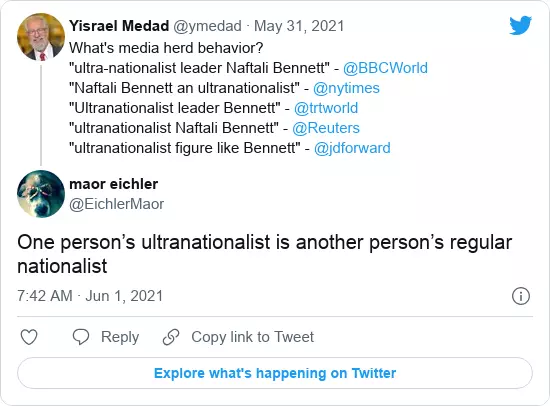 Yisrael Medad @ymedad · May 31, 2021
What's media herd behavior?
"ultra-nationalist leader Naftali Bennett" - @BBCWorld
"Naftali Bennett an ultranationalist" - @nytimes
"Ultranationalist leader Bennett" - @trtworld
"ultranationalist Naftali Bennett" - @Reuters
"ultranationalist figure like Bennett" - @jdforward
maor eichler
@EichlerMaor
One person’s ultranationalist is another person’s regular
nationalist
7:42 AM · Jun 1, 2021
Reply Copy link to Tweet
Explore what's happening on Twitter